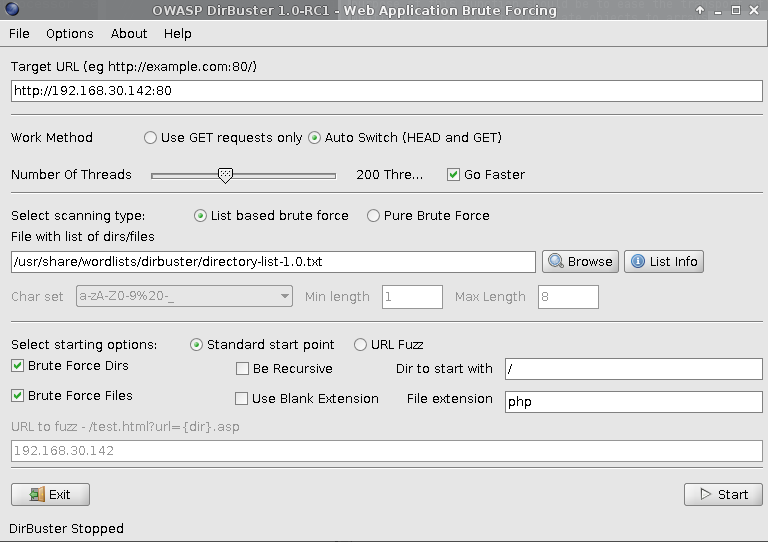 OWASP DirBuster 1.0-RC1 - Web Application Brute Forcing
File Options About Help
Target URL (eg http://example.com:80/)
http://192.168.30.142:80
Work Method Use GET requests only Auto Switch (HEAD and GET)
Number Of Threads 200 Thre... Go Faster
Select scanning type: List based brute force Pure Brute Force
File with list of dirs/files
/usr/share/wordlists/dirbuster/directory-list-1.0.txt Browse List Info
Char set a-zA-Z0-9%20-_ Min length 1 Max Length 8
Select starting options: Standard start point URL Fuzz
Brute Force Dirs Be Recursive Dir to start with /
Brute Force Files Use Blank Extension File extension php
URL to fuzz - /test.html?url={dir}.asp
192.168.30.142
Exit Start
DirBuster Stopped